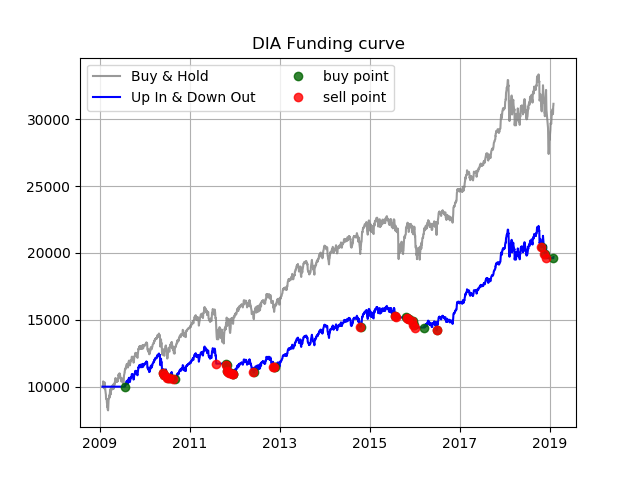 DIA Funding curve
Buy & Hold
Up In & Down Out
buy point
sell point
30000
25000
20000
15000
10000
2009 2011 2013 2015 2017 2019